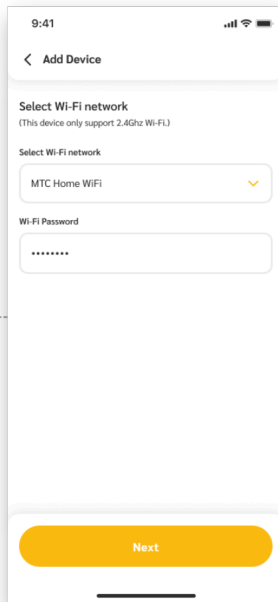 9:41
Add Device
Select Wi-Fi network
(This device only support 2.4Ghz Wi-Fi.)
Select Wi-Fi network
MTC Home WiFi
Wi-Fi Password
••••••••
Next